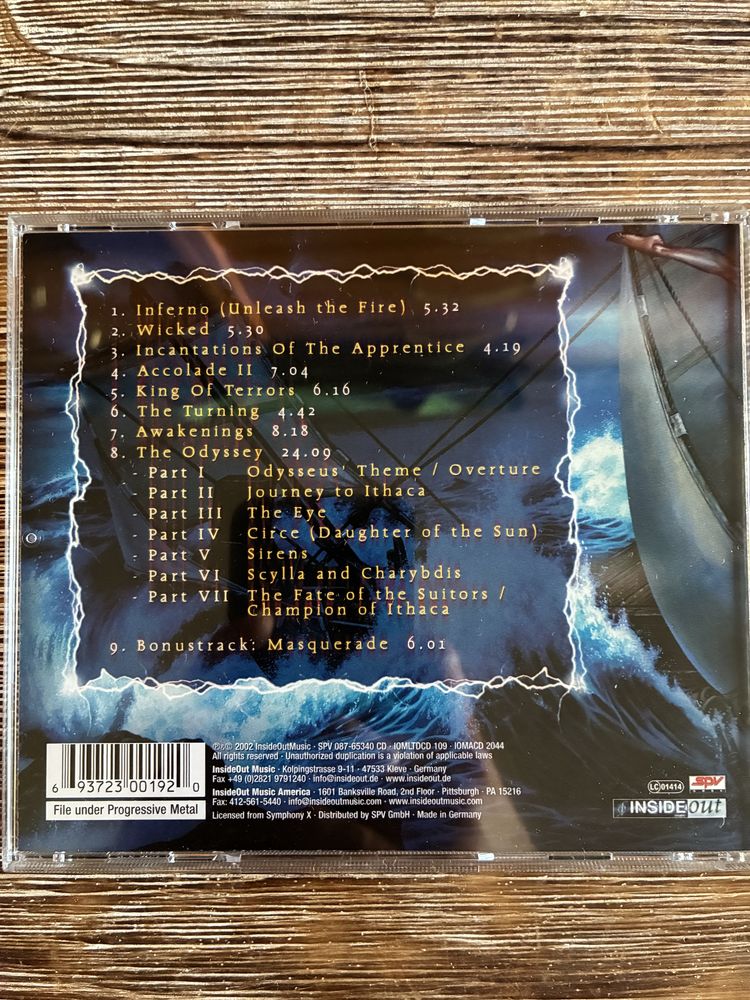 1. Inferno (Unleash the Fire) 5.32
2. Wicked 5.30
3. Incantations Of The Apprentice 4.19
4. Accolade II 7.04
5. King Of Terrors 6.16
6. The Turning 4.42
7. Awakenings 8.18
8. The Odyssey 24.09
- Part I Odysseus' Theme / Overture
- Part II Journey to Ithaca
- Part III The Eye
- Part IV Circe (Daughter of the Sun)
- Part V Sirens
- Part VI Scylla and Charybdis
- Part VII The Fate of the Suitors /
Champion of Ithaca
9. Bonustrack: Masquerade 6.01
6 93723 00192 0
File under Progressive Metal
℗&© 2002 InsideOutMusic · SPV 087-65340 CD · IOMLTDCD 109 · IOMACD 2044
All rights reserved · Unauthorized duplication is a violation of applicable laws
InsideOut Music · Kolpingstrasse 9-11 · 47533 Kleve · Germany
Fax +49 (0)2821 9791240 · info@insideout.de · www.insideout.de
InsideOut Music America · 1601 Banksville Road, 2nd Floor · Pittsburgh · PA 15216
Fax: 412-561-5440 · info@insideoutmusic.com · www.insideoutmusic.com
Licensed from Symphony X · Distributed by SPV GmbH · Made in Germany
LC 01414
SPV
INSIDE out